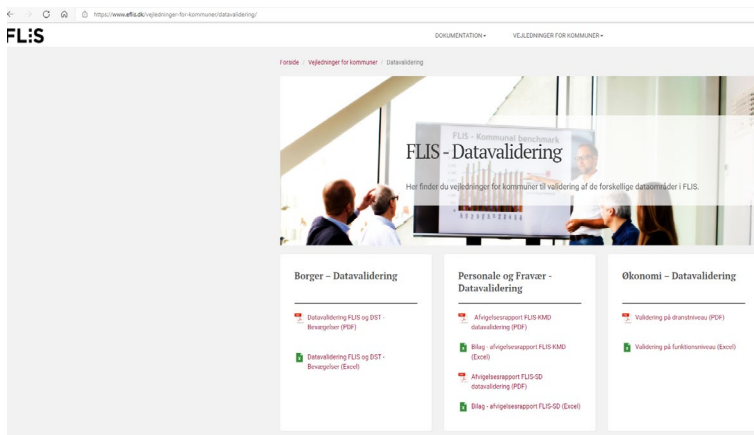 https://www.eflis.dk/vejledninger-for-kommuner/datavalidering/
FLIS
DOKUMENTATION
VEJLEDNINGER FOR KOMMUNER
Forside / Vejledninger for kommuner / Datavalidering
FLIS - Kommunal benchmark
FLIS - Datavalidering
Her finder du vejledninger for kommuner til validering af de forskellige dataområder i FLIS.
Borger – Datavalidering
Datavalidering FLIS og DST -
Bevægelser (PDF)
Datavalidering FLIS og DST -
Bevægelser (Excel)
Personale og Fravær -
Datavalidering
Afvigelsesrapport FLIS-KMD
datavalidering (PDF)
Bilag - afvigelsesrapport FLIS-KMD
(Excel)
Afvigelsesrapport FLIS-SD
datavalidering (PDF)
Bilag - afvigelsesrapport FLIS-SD (Excel)
Økonomi – Datavalidering
Validering på dranstniveau (PDF)
Validering på funktionsniveau (Excel)